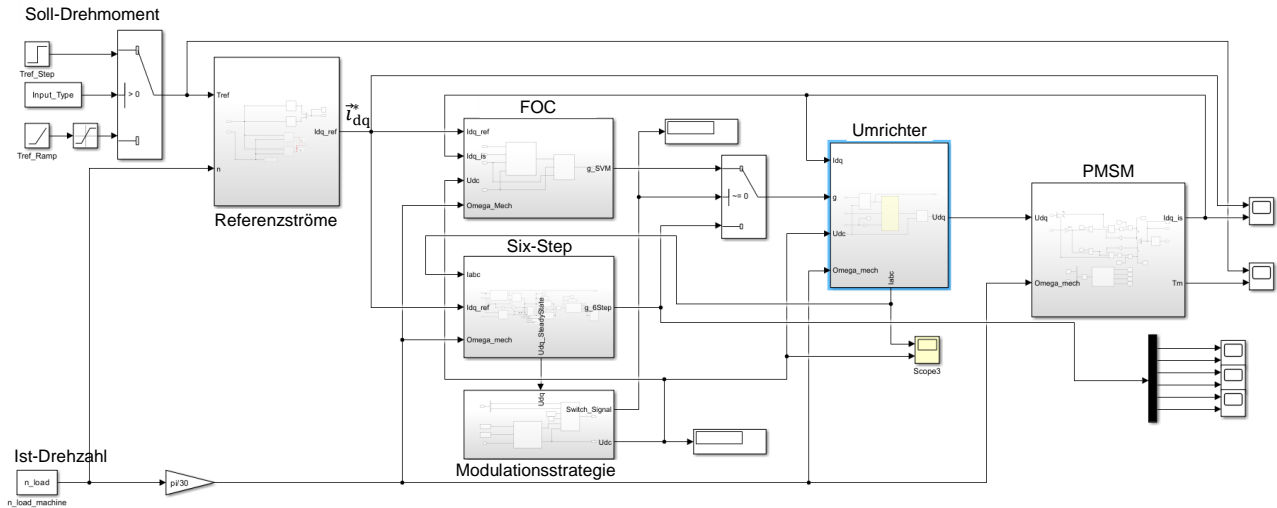 Soll-Drehmoment
Tref_Step
Input_Type
> 0
Tref_Ramp
Tref
n
Idq_ref
Referenzströme
i⃗*dq
FOC
Idq_ref
Idq_is
Udc
Omega_Mech
g_SVM
Six-Step
Iabc
Idq_ref
Omega_mech
g_6Step
Udq_SteadyState
Udq
Switch_Signal
Udc
Modulationsstrategie
~= 0
Umrichter
Idq
g
Udc
Omega_mech
Udq
Iabc
Scope3
PMSM
Udq
Omega_mech
Idq_is
Tm
Ist-Drehzahl
n_load
n_load_machine
pi/30